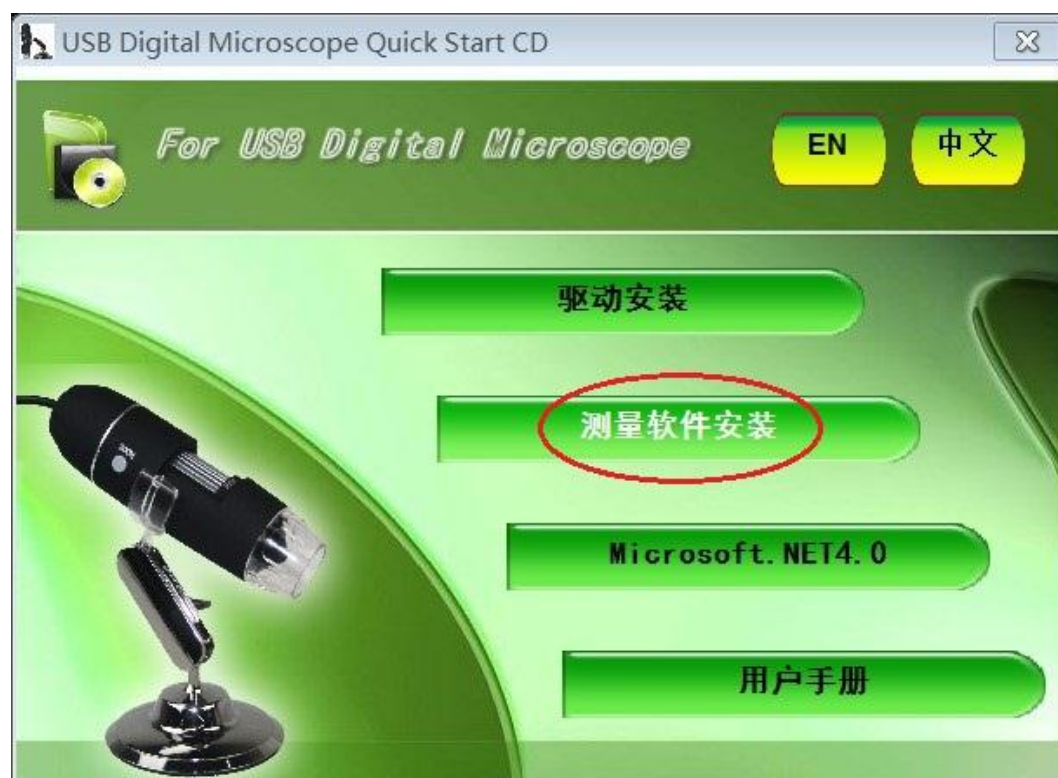 USB Digital Microscope Quick Start CD
For USB Digital Microscope
EN
中文
驱动安装
测量软件安装
Microsoft.NET4.0
用户手册